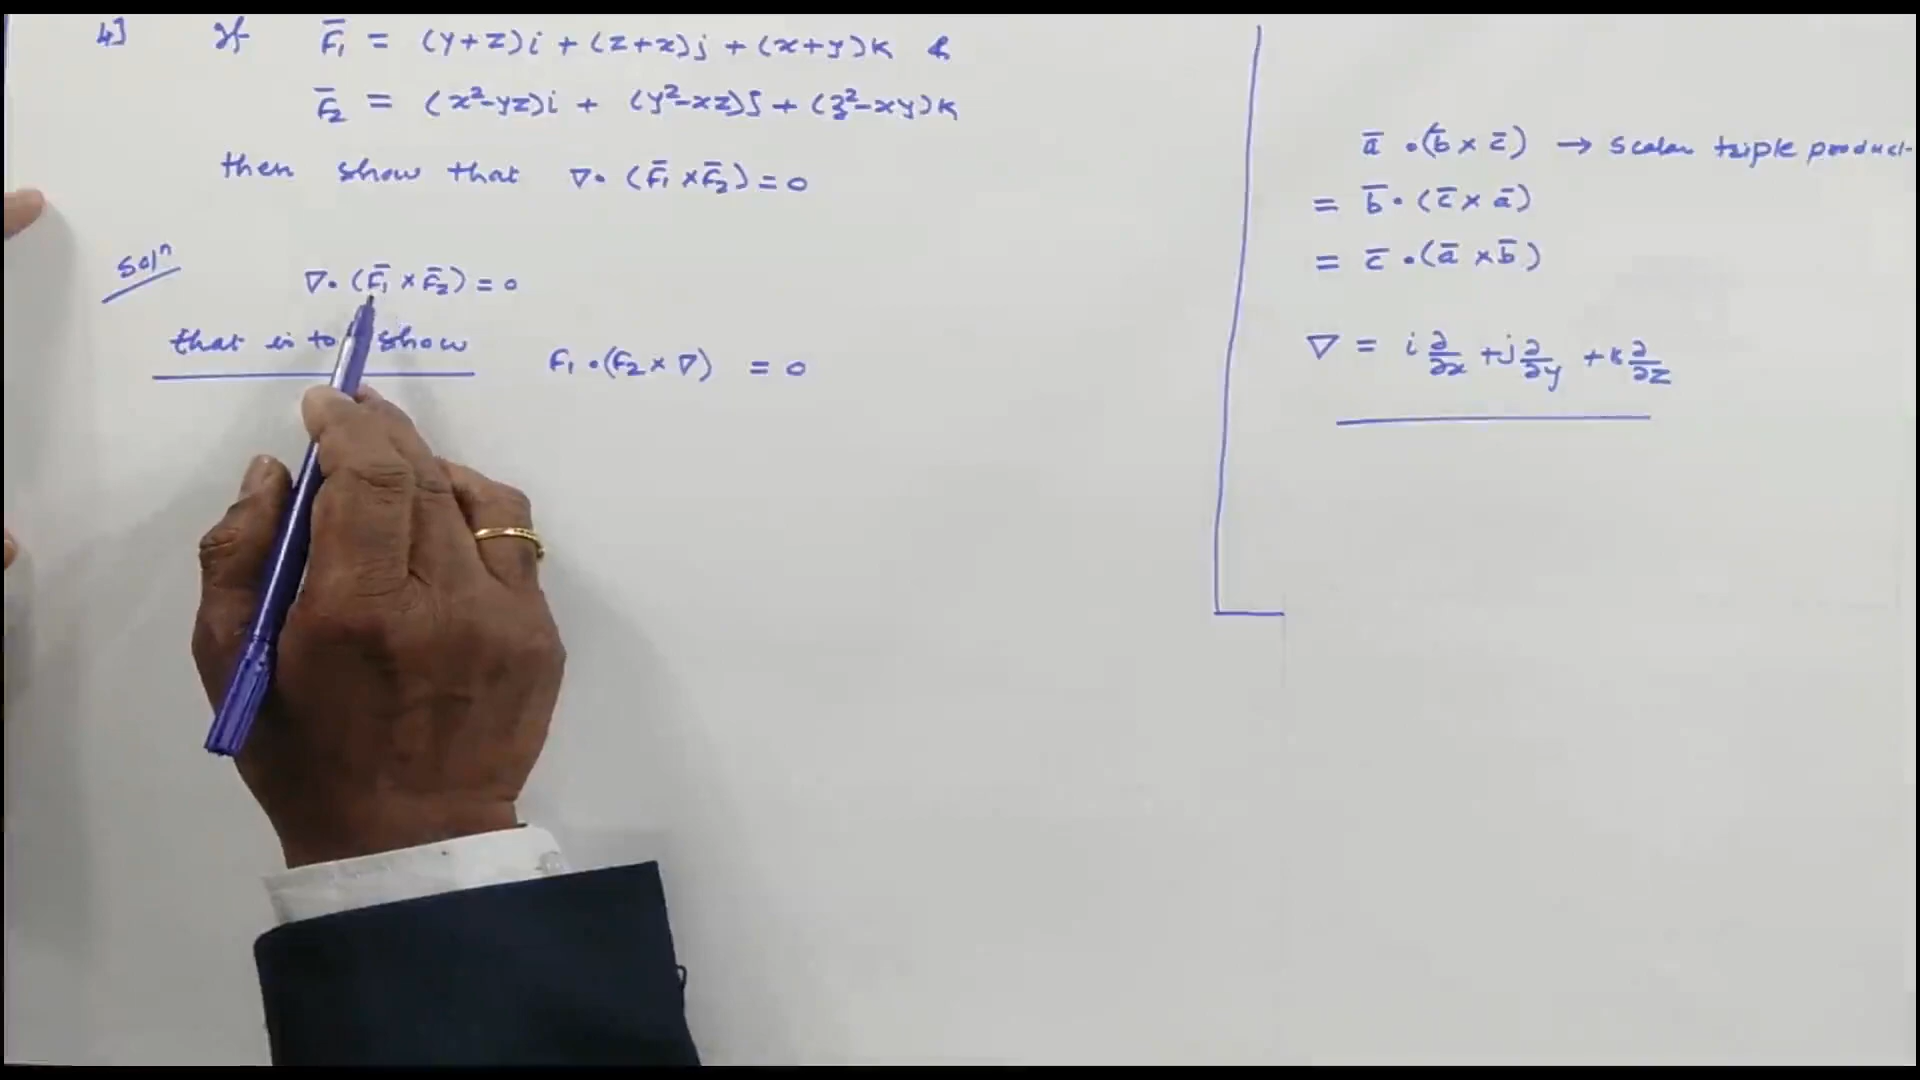 4] If F̄₁ = (y+z)i + (z+x)j + (x+y)k &
F̄₂ = (x²-yz)i + (y²-xz)j + (z²-xy)k
then show that ∇• (F̄₁ × F̄₂) = 0
Solⁿ
∇• (F̄₁ × F̄₂) = 0
that is to show F₁ •(F₂ × ∇) = 0
ā •(b̄ × c̄) → scalar triple product
= b̄ • (c̄ × ā)
= c̄ •(ā × b̄)
∇ = i ∂/∂x + j ∂/∂y + k ∂/∂z